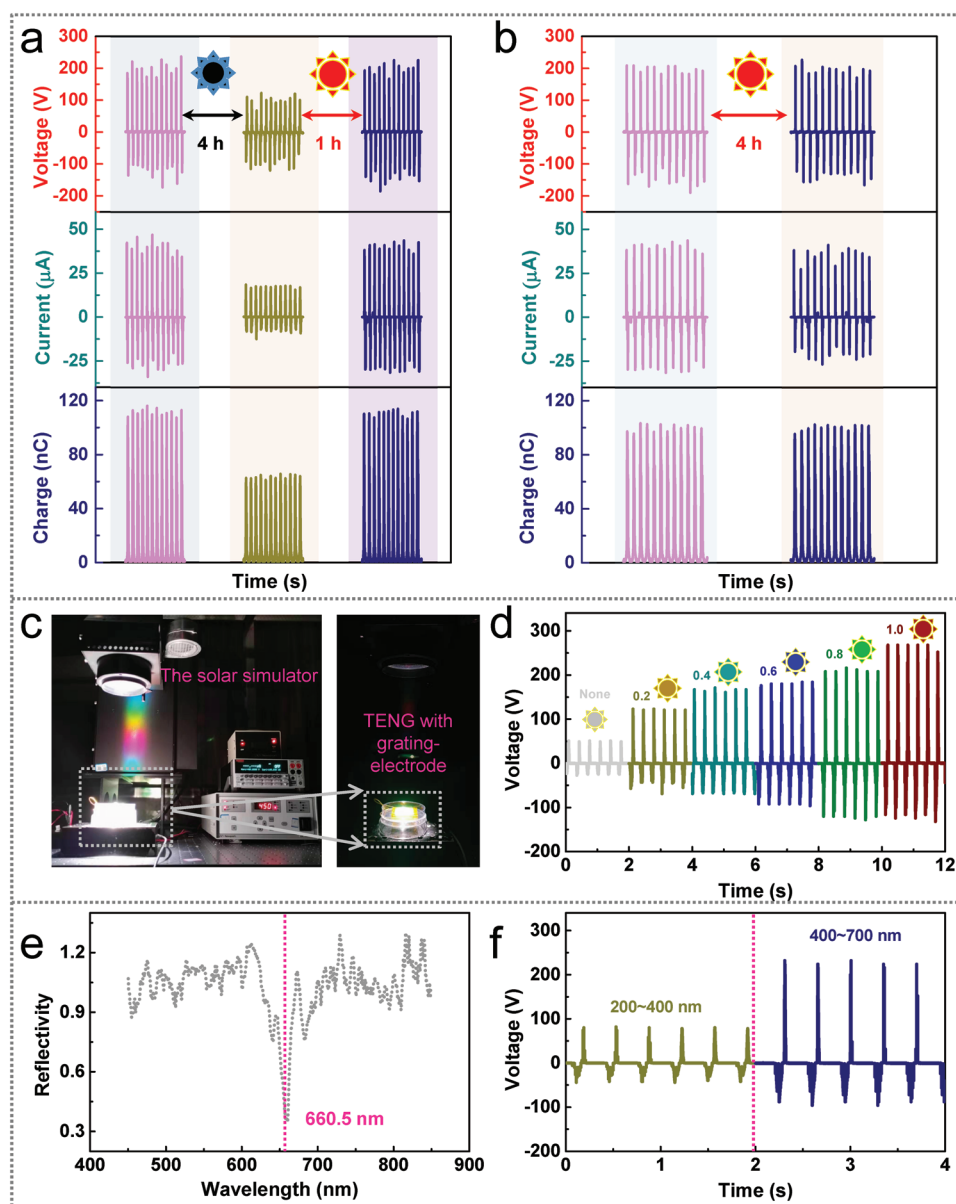 a
300
200
100
0
-100
-200
Voltage (V)
4 h
1 h
50
25
0
-25
Current (μA)
120
80
40
0
Charge (nC)
Time (s)
b
300
200
100
0
-100
-200
Voltage (V)
4 h
50
25
0
-25
Current (μA)
120
80
40
0
Charge (nC)
Time (s)
c
The solar simulator
TENG with
grating-
electrode
450
d
300
200
100
0
-100
-200
Voltage (V)
None
0.2
0.4
0.6
0.8
1.0
0 2 4 6 8 10 12
Time (s)
e
1.2
0.9
0.6
0.3
Reflectivity
660.5 nm
400 500 600 700 800 900
Wavelength (nm)
f
300
200
100
0
-100
-200
Voltage (V)
200~400 nm
400~700 nm
0 1 2 3 4
Time (s)